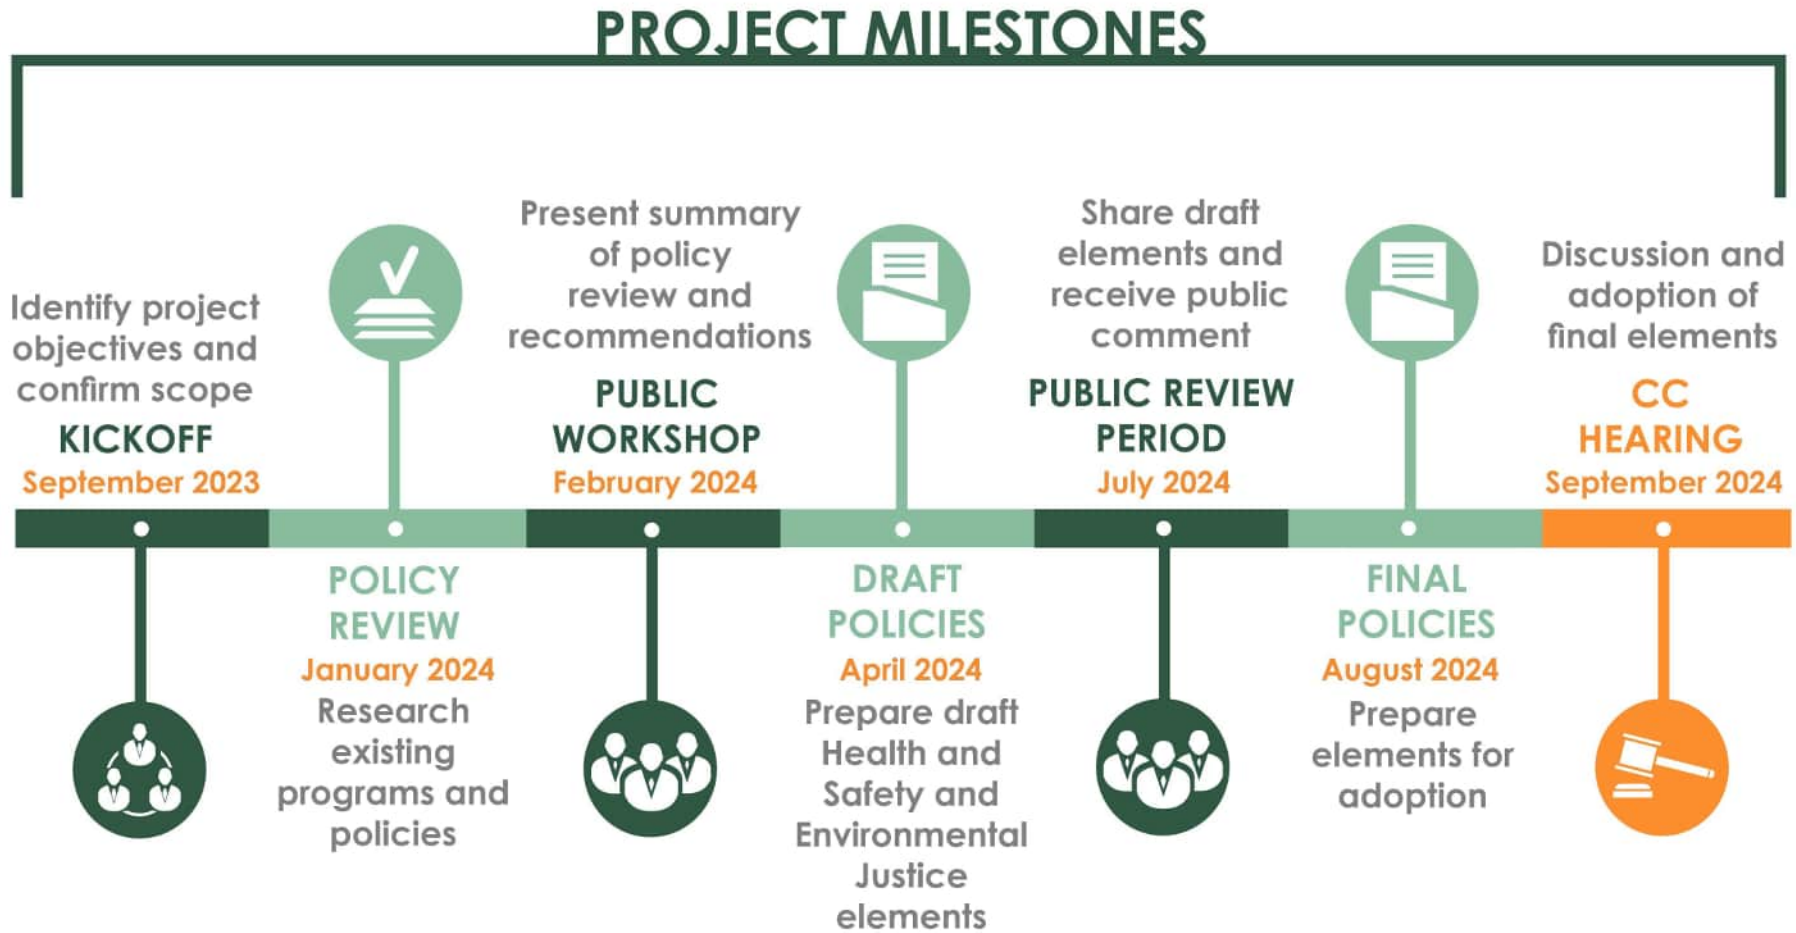 PROJECT MILESTONES
Identify project
objectives and
confirm scope
KICKOFF
September 2023
POLICY
REVIEW
January 2024
Research
existing
programs and
policies
Present summary
of policy
review and
recommendations
PUBLIC
WORKSHOP
February 2024
DRAFT
POLICIES
April 2024
Prepare draft
Health and
Safety and
Environmental
Justice
elements
Share draft
elements and
receive public
comment
PUBLIC REVIEW
PERIOD
July 2024
FINAL
POLICIES
August 2024
Prepare
elements for
adoption
Discussion and
adoption of
final elements
CC
HEARING
September 2024